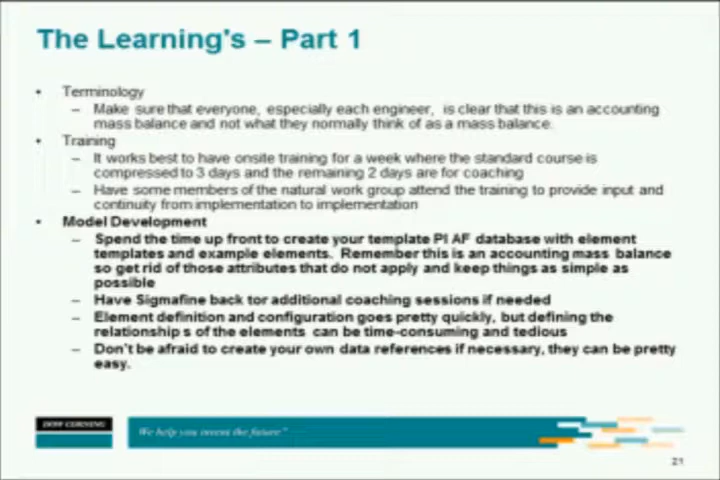 The Learning's – Part 1
• Terminology
– Make sure that everyone, especially each engineer, is clear that this is an accounting
mass balance and not what they normally think of as a mass balance.
• Training
– It works best to have onsite training for a week where the standard course is
compressed to 3 days and the remaining 2 days are for coaching
– Have some members of the natural work group attend the training to provide input and
continuity from implementation to implementation
• Model Development
– Spend the time up front to create your template PI AF database with element
templates and example elements. Remember this is an accounting mass balance
so get rid of those attributes that do not apply and keep things as simple as
possible
– Have Sigmafine back for additional coaching sessions if needed
– Element definition and configuration goes pretty quickly, but defining the
relationship s of the elements can be time-consuming and tedious
– Don't be afraid to create your own data references if necessary, they can be pretty
easy.
DOW CORNING
We help you invent the future™
21